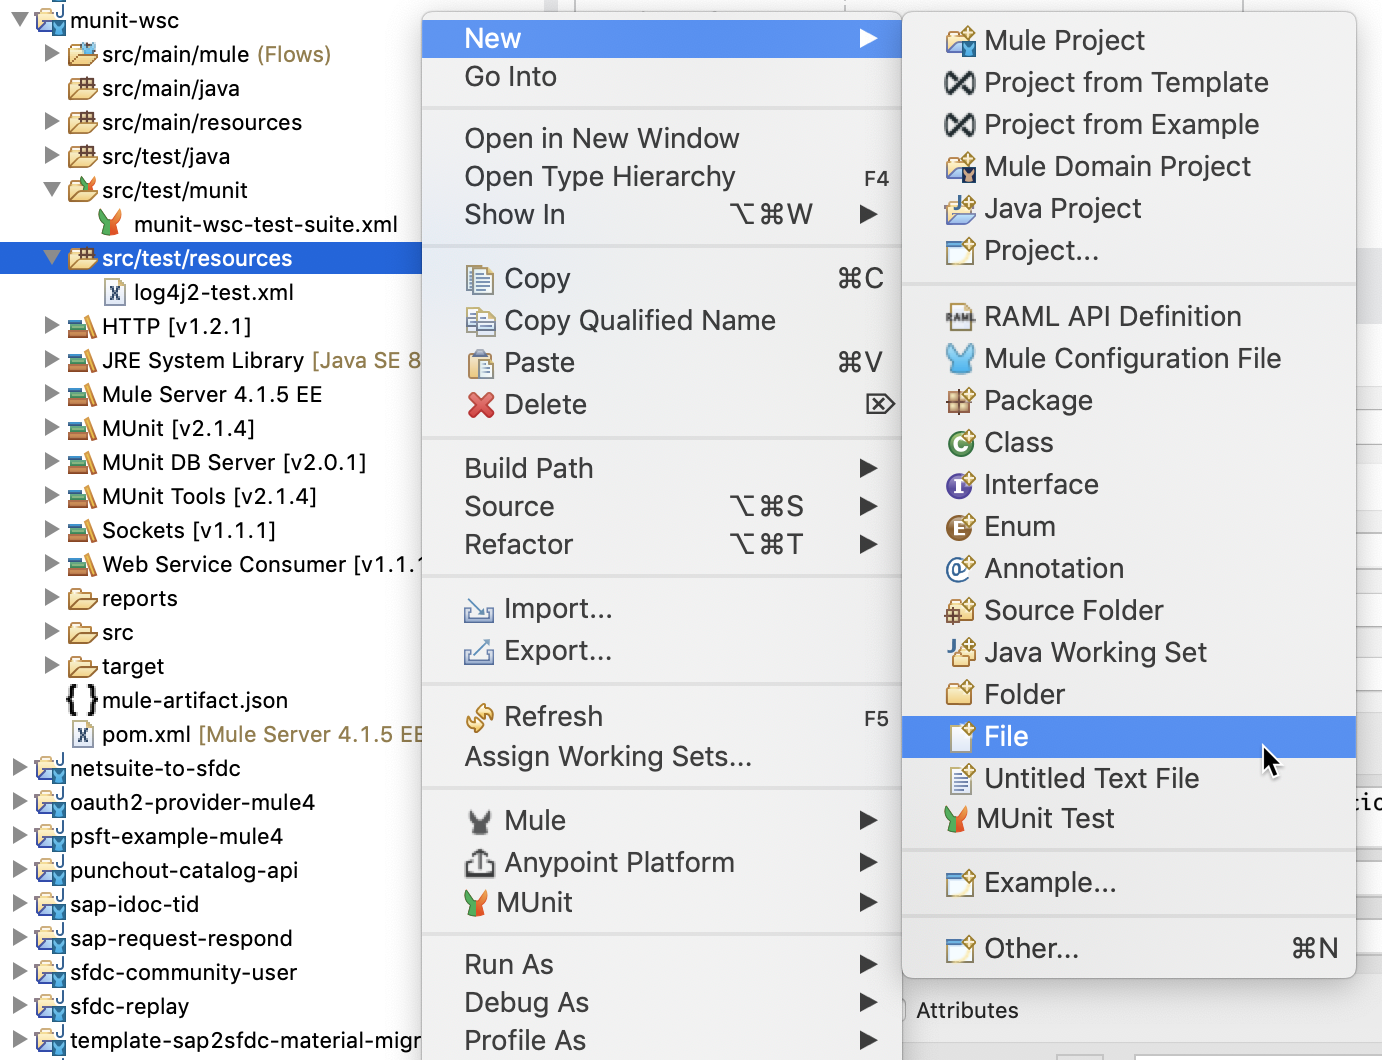 munit-wsc
src/main/mule (Flows)
src/main/java
src/main/resources
src/test/java
src/test/munit
munit-wsc-test-suite.xml
src/test/resources
log4j2-test.xml
HTTP [v1.2.1]
JRE System Library [Java SE 8
Mule Server 4.1.5 EE
MUnit [v2.1.4]
MUnit DB Server [v2.0.1]
MUnit Tools [v2.1.4]
Sockets [v1.1.1]
Web Service Consumer [v1.1.1
reports
src
target
mule-artifact.json
pom.xml [Mule Server 4.1.5 EE
netsuite-to-sfdc
oauth2-provider-mule4
psft-example-mule4
punchout-catalog-api
sap-idoc-tid
sap-request-respond
sfdc-community-user
sfdc-replay
template-sap2sfdc-material-migr
New
Go Into
Open in New Window
Open Type Hierarchy F4
Show In ⌥⌘W
Copy ⌘C
Copy Qualified Name
Paste ⌘V
Delete ⌦
Build Path
Source ⌥⌘S
Refactor ⌥⌘T
Import...
Export...
Refresh F5
Assign Working Sets...
Mule
Anypoint Platform
MUnit
Run As
Debug As
Profile As
Mule Project
Project from Template
Project from Example
Mule Domain Project
Java Project
Project...
RAML API Definition
Mule Configuration File
Package
Class
Interface
Enum
Annotation
Source Folder
Java Working Set
Folder
File
Untitled Text File
MUnit Test
Example...
Other... ⌘N
Attributes